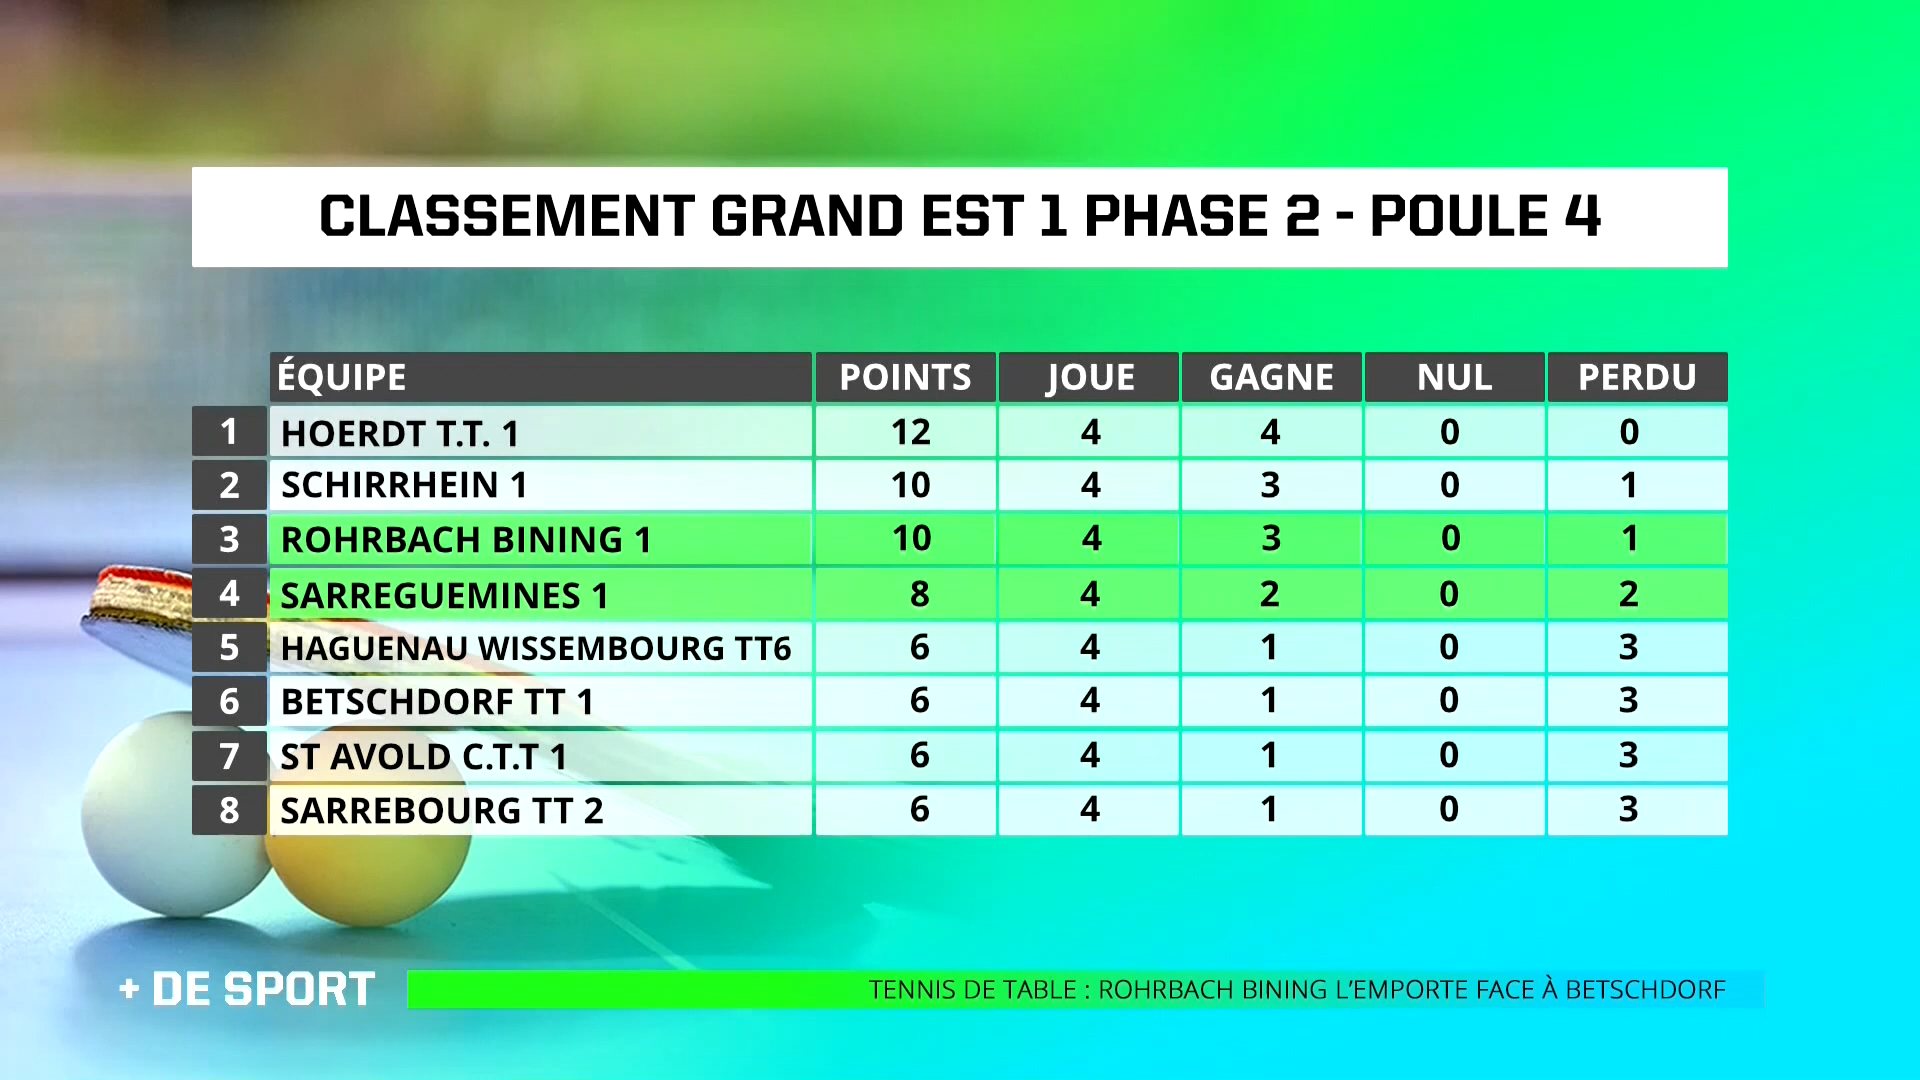 CLASSEMENT GRAND EST 1 PHASE 2 - POULE 4
ÉQUIPE POINTS JOUE GAGNE NUL PERDU
1 HOERDT T.T. 1 12 4 4 0 0
2 SCHIRRHEIN 1 10 4 3 0 1
3 ROHRBACH BINING 1 10 4 3 0 1
4 SARREGUEMINES 1 8 4 2 0 2
5 HAGUENAU WISSEMBOURG TT6 6 4 1 0 3
6 BETSCHDORF TT 1 6 4 1 0 3
7 ST AVOLD C.T.T 1 6 4 1 0 3
8 SARREBOURG TT 2 6 4 1 0 3
+ DE SPORT TENNIS DE TABLE : ROHRBACH BINING L'EMPORTE FACE À BETSCHDORF